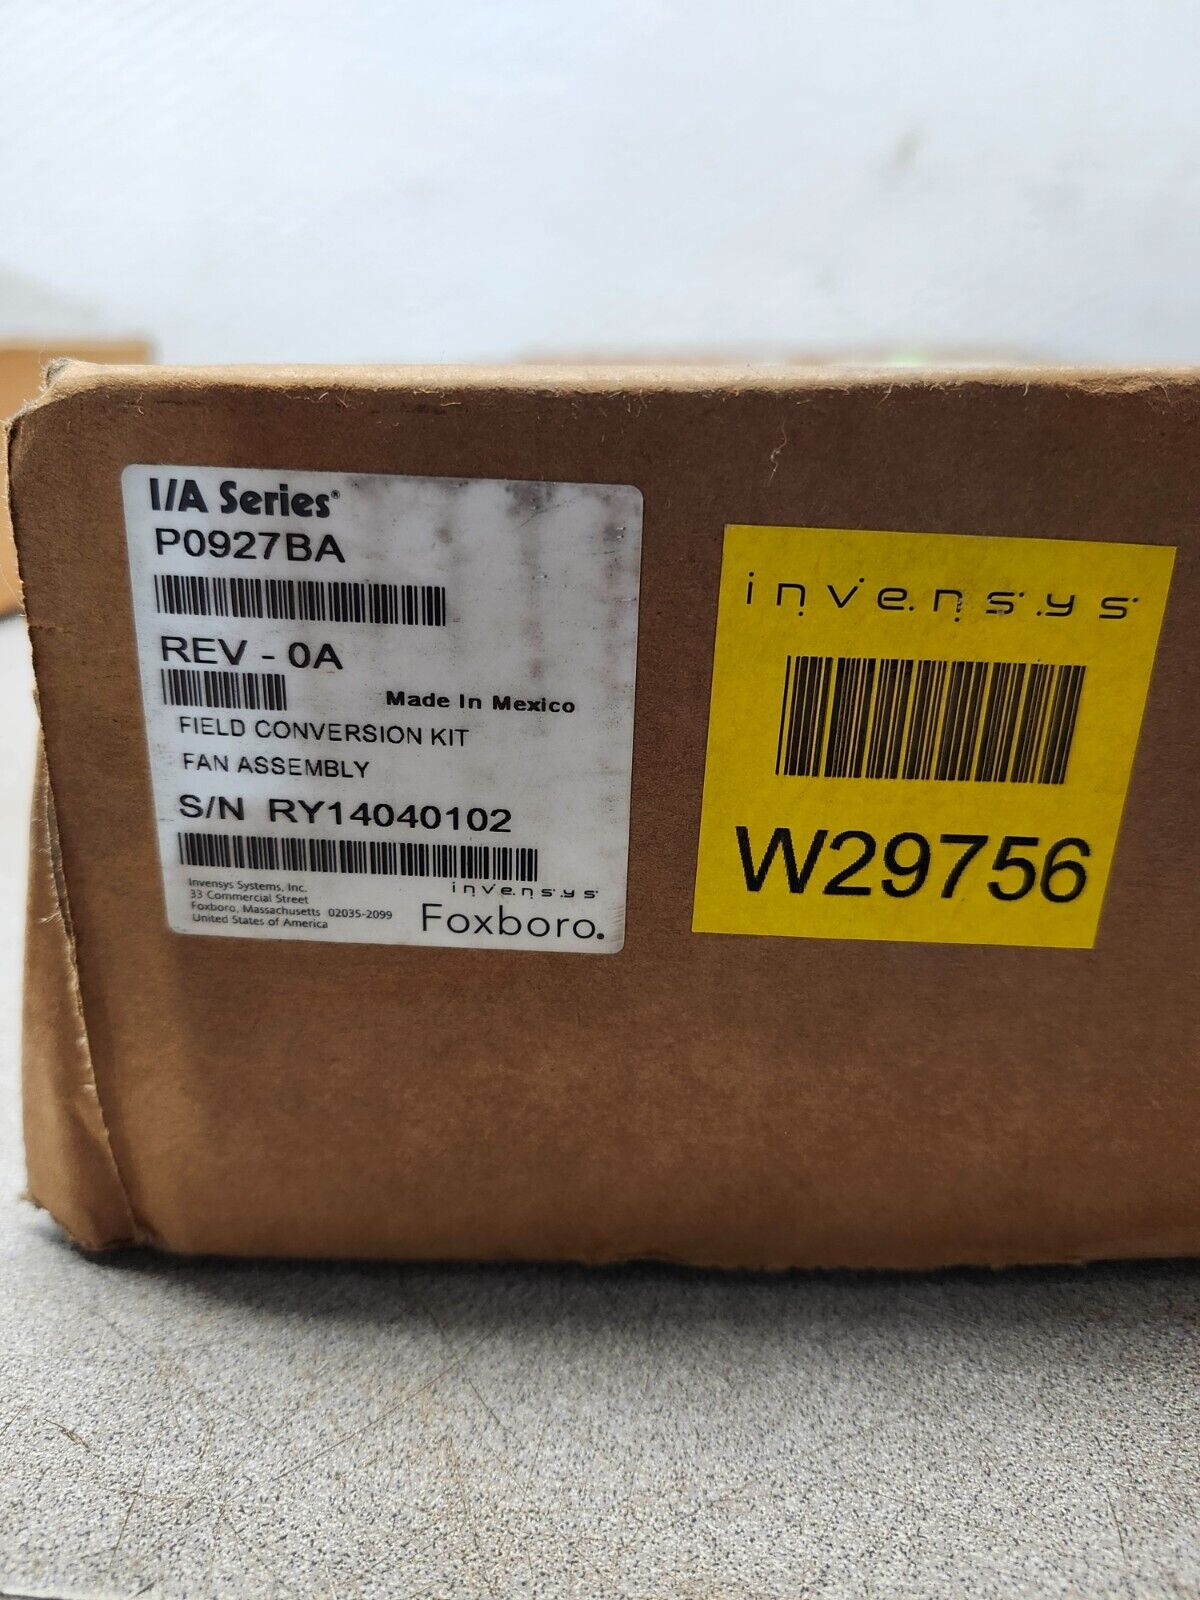 I/A Series®
P0927BA
REV - 0A
Made In Mexico
FIELD CONVERSION KIT
FAN ASSEMBLY
S/N RY14040102
Invensys Systems, Inc.
33 Commercial Street
Foxboro, Massachusetts 02035-2099
United States of America
invensys
Foxboro.
invensys
W29756